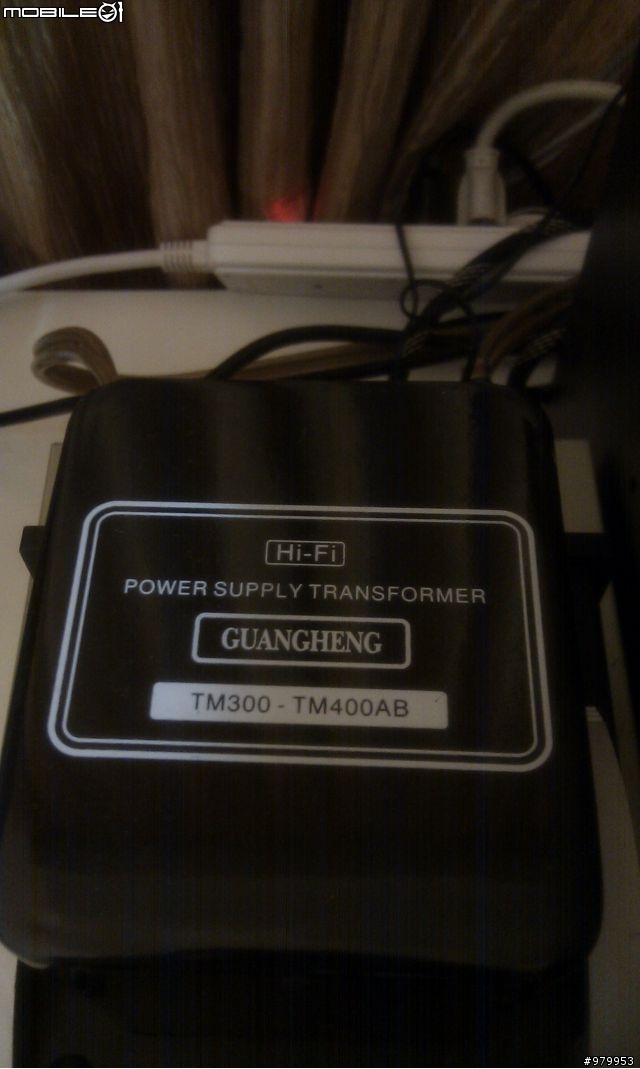 MOBILE01
Hi-Fi
POWER SUPPLY TRANSFORMER
GUANGHENG
TM300 - TM400AB
#979953